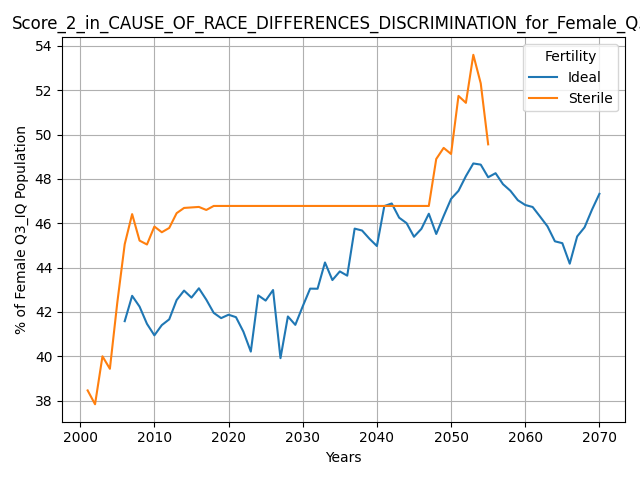 Score_2_in_CAUSE_OF_RACE_DIFFERENCES_DISCRIMINATION_for_Female_Q3
Fertility
Ideal
Sterile
% of Female Q3_IQ Population
54
52
50
48
46
44
42
40
38
2000
2010
2020
2030
2040
2050
2060
2070
Years